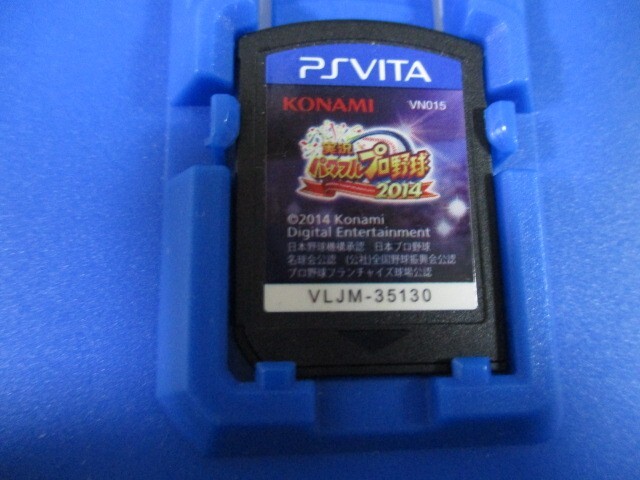 PSVITA
KONAMI VN015
実況
パワフルプロ野球
2014
©2014 Konami
Digital Entertainment
日本野球機構承認 日本プロ野球
名球会公認 (公社)全国野球振興会公認
プロ野球フランチャイズ球場公認
VLJM-35130